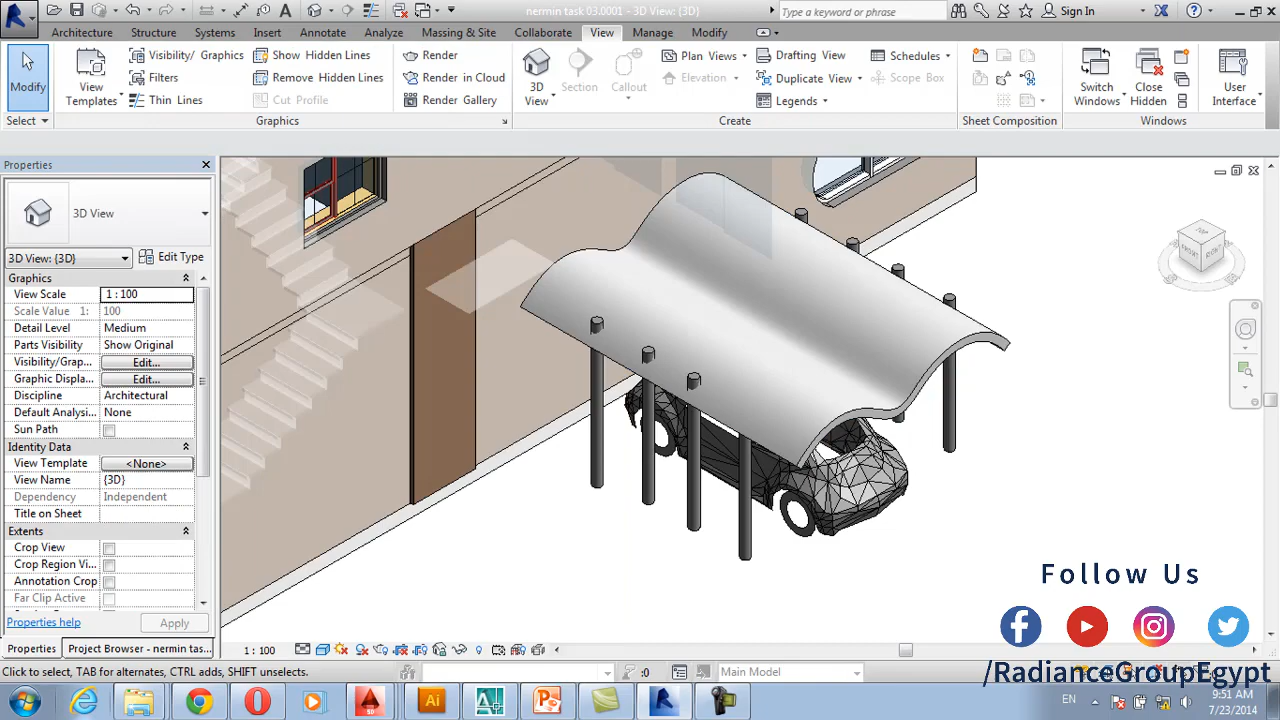 nermin task 03.0001 - 3D View: {3D}
Type a keyword or phrase
Sign In
Architecture
Structure
Systems
Insert
Annotate
Analyze
Massing & Site
Collaborate
View
Manage
Modify
Modify
Select
View
Templates
Visibility/ Graphics
Filters
Thin Lines
Show Hidden Lines
Remove Hidden Lines
Cut Profile
Graphics
Render
Render in Cloud
Render Gallery
3D
View
Section
Callout
Plan Views
Elevation
Drafting View
Duplicate View
Legends
Schedules
Scope Box
Create
Sheet Composition
Switch
Windows
Close
Hidden
User
Interface
Windows
Properties
3D View
3D View: {3D}
Edit Type
Graphics
View Scale
1 : 100
Scale Value 1:
100
Detail Level
Medium
Parts Visibility
Show Original
Visibility/Grap...
Edit...
Graphic Displa...
Edit...
Discipline
Architectural
Default Analysi...
None
Sun Path
Identity Data
View Template
<None>
View Name
{3D}
Dependency
Independent
Title on Sheet
Extents
Crop View
Crop Region Vi...
Annotation Crop
Far Clip Active
Properties help
Apply
Properties
Project Browser - nermin tas...
1 : 100
Click to select, TAB for alternates, CTRL adds, SHIFT unselects.
:0
Main Model
TOP
FRONT
RIGHT
Follow Us
/RadianceGroupEgypt
EN
9:51 AM
7/23/2014